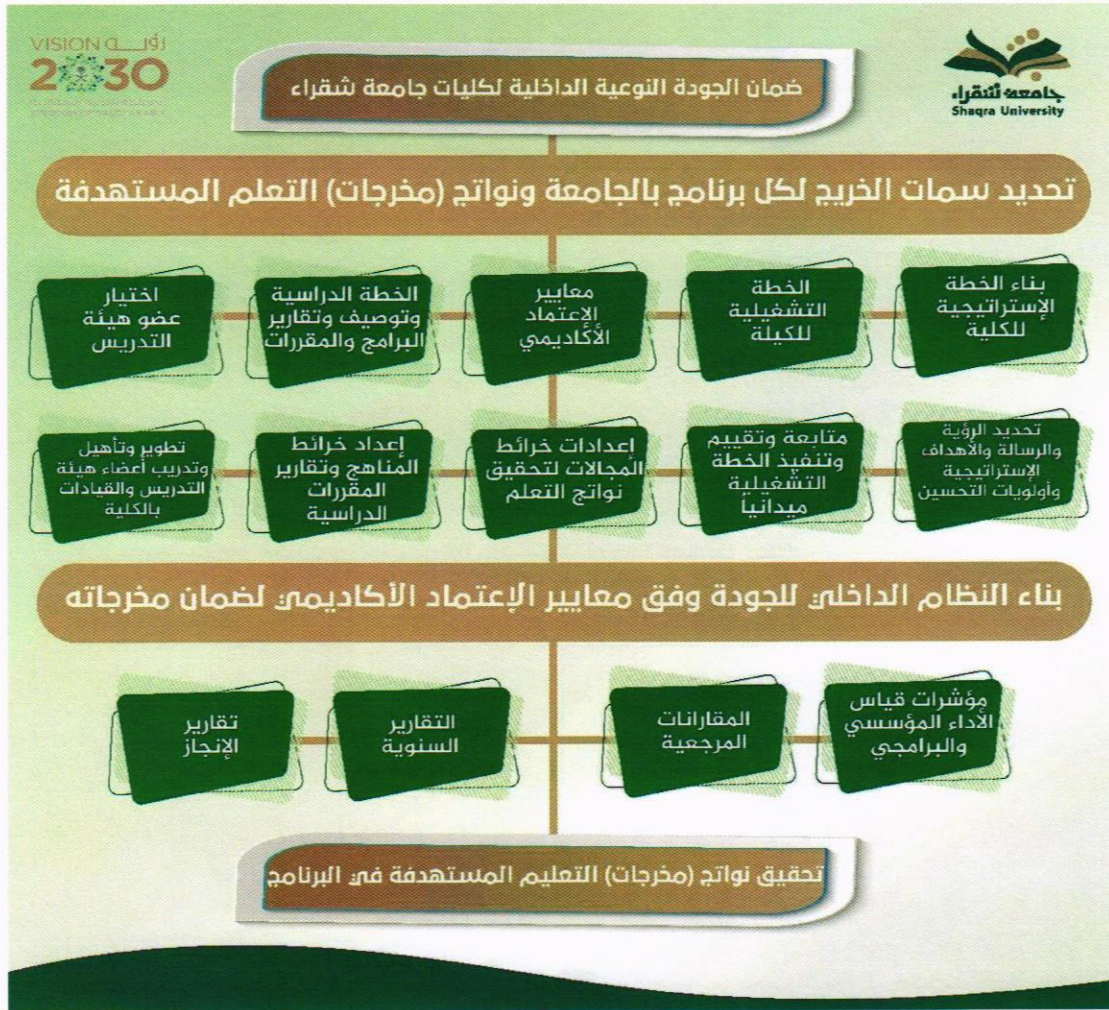 رؤيــة VISION
2030
جامعة شقراء
Shaqra University
ضمان الجودة النوعية الداخلية لكليات جامعة شقراء
تحديد سمات الخريج لكل برنامج بالجامعة ونواتج (مخرجات) التعلم المستهدفة
بناء الخطة
الإستراتيجية
للكلية
الخطة
التشغيلية
للكيلة
معايير
الإعتماد
الأكاديمي
الخطة الدراسية
وتوصيف وتقارير
البرامج والمقررات
اختيار
عضو هيئة
التدريس
تحديد الرؤية
والرسالة والأهداف
الإستراتيجية
وأولويات التحسين
متابعة وتقييم
وتنفيذ الخطة
التشغيلية
ميدانياً
إعدادات خرائط
المجالات لتحقيق
نواتج التعلم
إعداد خرائط
المناهج وتقارير
المقررات
الدراسية
تطوير وتأهيل
وتدريب أعضاء هيئة
التدريس والقيادات
بالكلية
بناء النظام الداخلي للجودة وفق معايير الإعتماد الأكاديمي لضمان مخرجاته
مؤشرات قياس
الأداء المؤسسي
والبرامجي
المقارنات
المرجعية
التقارير
السنوية
تقارير
الإنجاز
تحقيق نواتج (مخرجات) التعليم المستهدفة في البرنامج